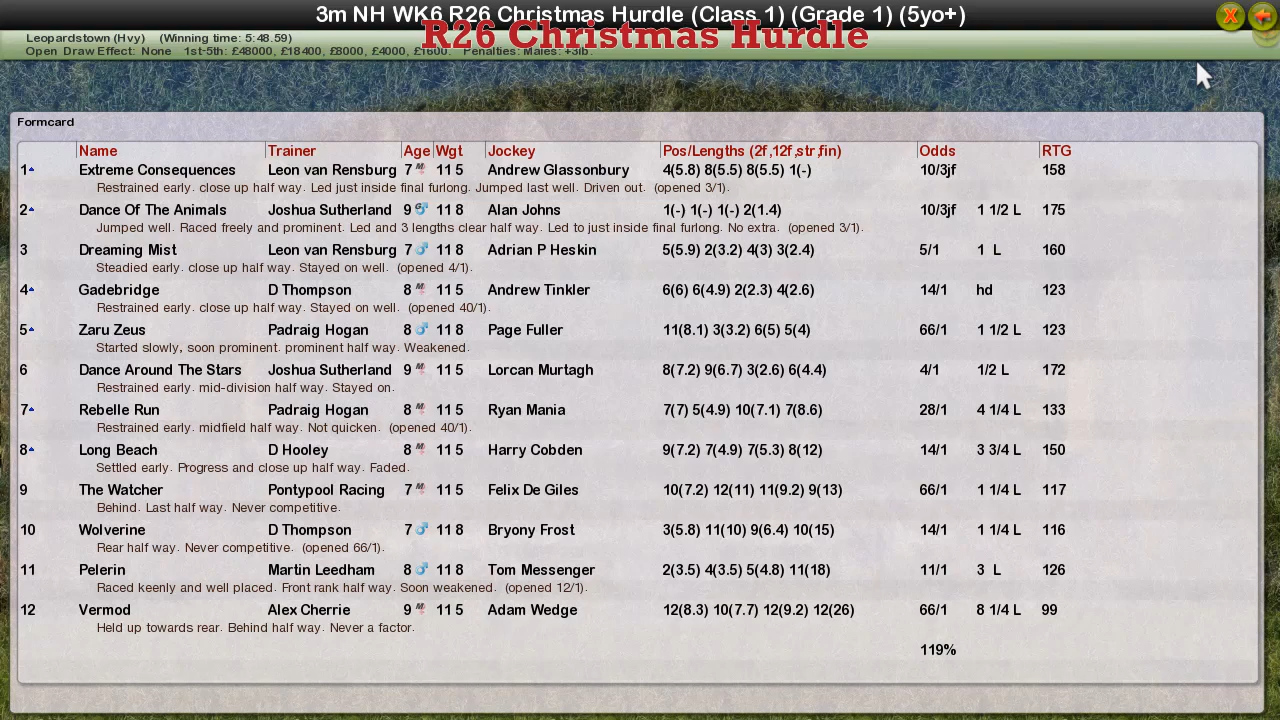 3m NH WK6 R26 Christmas Hurdle (Class 1) (Grade 1) (5yo+)
R26 Christmas Hurdle
Leopardstown (Hvy) (Winning time: 5:48.59)
Open Draw Effect: None 1st-5th: £48000, £18400, £8000, £4000, £1600. Penalties: Males: +3lb.
Formcard
Name Trainer Age Wgt Jockey Pos/Lengths (2f,12f,str,fin) Odds RTG
1 Extreme Consequences Leon van Rensburg 7 M 11 5 Andrew Glassonbury 4(5.8) 8(5.5) 8(5.5) 1(-) 10/3jf 158
Restrained early. close up half way. Led just inside final furlong. Jumped last well. Driven out. (opened 3/1).
2 Dance Of The Animals Joshua Sutherland 9 G 11 8 Alan Johns 1(-) 1(-) 1(-) 2(1.4) 10/3jf 1 1/2 L 175
Jumped well. Raced freely and prominent. Led and 3 lengths clear half way. Led to just inside final furlong. No extra. (opened 3/1).
3 Dreaming Mist Leon van Rensburg 7 11 8 Adrian P Heskin 5(5.9) 2(3.2) 4(3) 3(2.4) 5/1 1 L 160
Steadied early. close up half way. Stayed on well. (opened 4/1).
4 Gadebridge D Thompson 8 M 11 5 Andrew Tinkler 6(6) 6(4.9) 2(2.3) 4(2.6) 14/1 hd 123
Restrained early. close up half way. Stayed on well. (opened 40/1).
5 Zaru Zeus Padraig Hogan 8 11 8 Page Fuller 11(8.1) 3(3.2) 6(5) 5(4) 66/1 1 1/2 L 123
Started slowly, soon prominent. prominent half way. Weakened.
6 Dance Around The Stars Joshua Sutherland 9 M 11 5 Lorcan Murtagh 8(7.2) 9(6.7) 3(2.6) 6(4.4) 4/1 1/2 L 172
Restrained early. mid-division half way. Stayed on.
7 Rebelle Run Padraig Hogan 8 M 11 5 Ryan Mania 7(7) 5(4.9) 10(7.1) 7(8.6) 28/1 4 1/4 L 133
Restrained early. midfield half way. Not quicken. (opened 40/1).
8 Long Beach D Hooley 8 M 11 5 Harry Cobden 9(7.2) 7(4.9) 7(5.3) 8(12) 14/1 3 3/4 L 150
Settled early. Progress and close up half way. Faded.
9 The Watcher Pontypool Racing 7 M 11 5 Felix De Giles 10(7.2) 12(11) 11(9.2) 9(13) 66/1 1 1/4 L 117
Behind. Last half way. Never competitive.
10 Wolverine D Thompson 7 11 8 Bryony Frost 3(5.8) 11(10) 9(6.4) 10(15) 14/1 1 1/4 L 116
Rear half way. Never competitive. (opened 66/1).
11 Pelerin Martin Leedham 8 11 8 Tom Messenger 2(3.5) 4(3.5) 5(4.8) 11(18) 11/1 3 L 126
Raced keenly and well placed. Front rank half way. Soon weakened. (opened 12/1).
12 Vermod Alex Cherrie 9 M 11 5 Adam Wedge 12(8.3) 10(7.7) 12(9.2) 12(26) 66/1 8 1/4 L 99
Held up towards rear. Behind half way. Never a factor.
119%